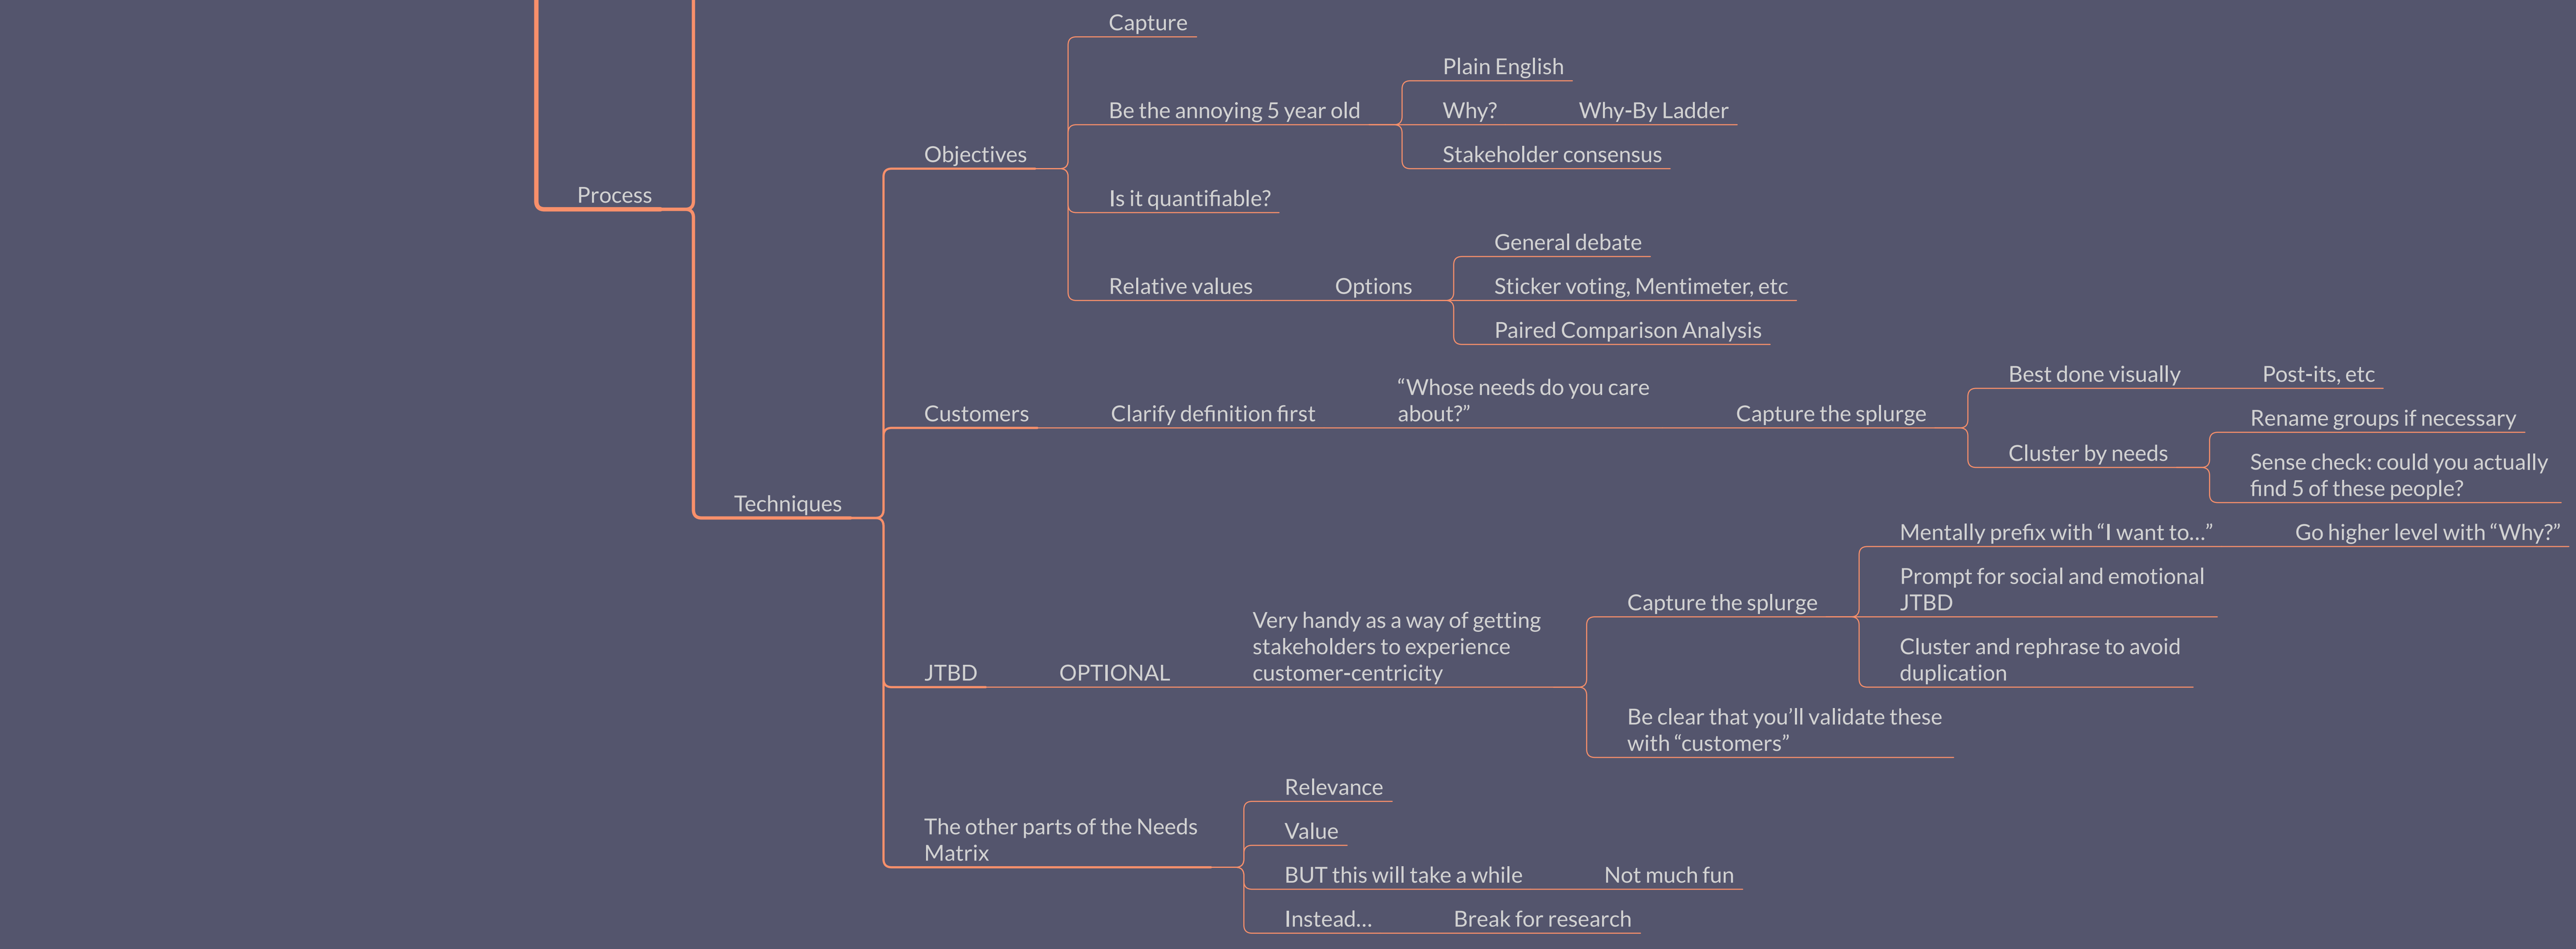 Process
Techniques
Objectives
Capture
Be the annoying 5 year old
Plain English
Why?
Why-By Ladder
Stakeholder consensus
Is it quantifiable?
Relative values
Options
General debate
Sticker voting, Mentimeter, etc
Paired Comparison Analysis
Customers
Clarify definition first
“Whose needs do you care
about?”
Capture the splurge
Best done visually
Post-its, etc
Cluster by needs
Rename groups if necessary
Sense check: could you actually
find 5 of these people?
JTBD
OPTIONAL
Very handy as a way of getting
stakeholders to experience
customer-centricity
Capture the splurge
Mentally prefix with “I want to…”
Go higher level with “Why?”
Prompt for social and emotional
JTBD
Cluster and rephrase to avoid
duplication
Be clear that you’ll validate these
with “customers”
The other parts of the Needs
Matrix
Relevance
Value
BUT this will take a while
Not much fun
Instead…
Break for research